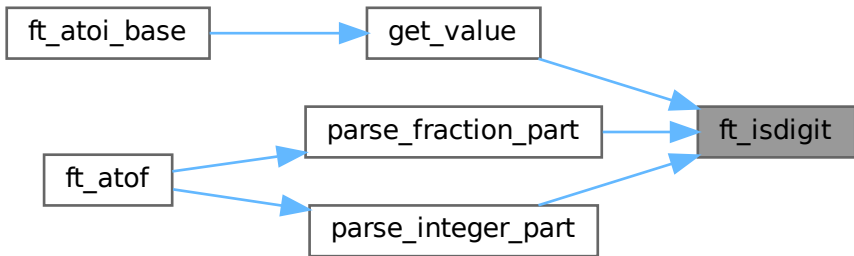 ft_atoi_base
get_value
parse_fraction_part
ft_isdigit
ft_atof
parse_integer_part